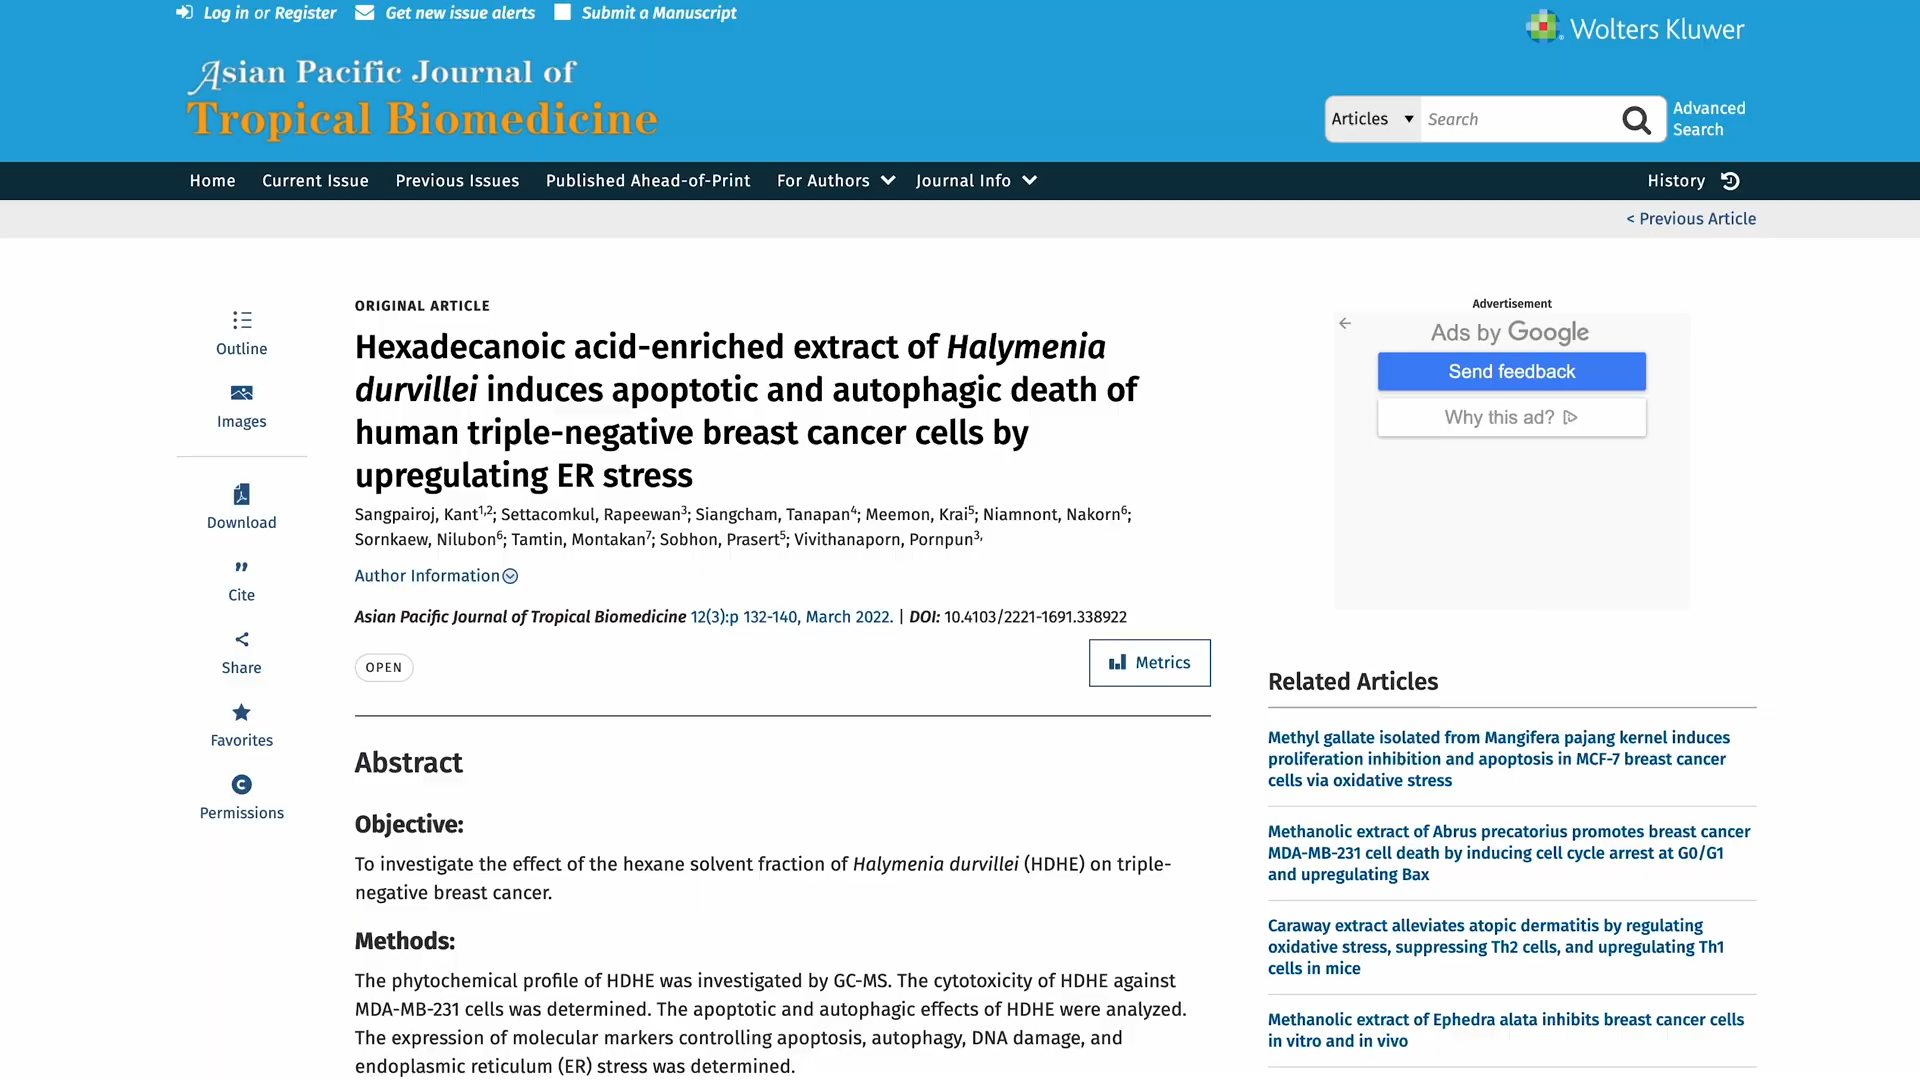 Log in or Register Get new issue alerts Submit a Manuscript
Wolters Kluwer
Asian Pacific Journal of
Tropical Biomedicine
Articles Search
Advanced
Search
Home Current Issue Previous Issues Published Ahead-of-Print For Authors Journal Info History
< Previous Article
Outline
Images
Download
Cite
Share
Favorites
Permissions
ORIGINAL ARTICLE
Hexadecanoic acid-enriched extract of Halymenia
durvillei induces apoptotic and autophagic death of
human triple-negative breast cancer cells by
upregulating ER stress
Sangpairoj, Kant1,2; Settacomkul, Rapeewan3; Siangcham, Tanapan4; Meemon, Krai5; Niamnont, Nakorn6;
Sornkaew, Nilubon6; Tamtin, Montakan7; Sobhon, Prasert5; Vivithanaporn, Pornpun3,
Author Information
Asian Pacific Journal of Tropical Biomedicine 12(3):p 132-140, March 2022. | DOI: 10.4103/2221-1691.338922
OPEN
Metrics
Abstract
Objective:
To investigate the effect of the hexane solvent fraction of Halymenia durvillei (HDHE) on triple-
negative breast cancer.
Methods:
The phytochemical profile of HDHE was investigated by GC-MS. The cytotoxicity of HDHE against
MDA-MB-231 cells was determined. The apoptotic and autophagic effects of HDHE were analyzed.
The expression of molecular markers controlling apoptosis, autophagy, DNA damage, and
endoplasmic reticulum (ER) stress was determined.
Advertisement
Ads by Google
Send feedback
Why this ad?
Related Articles
Methyl gallate isolated from Mangifera pajang kernel induces
proliferation inhibition and apoptosis in MCF-7 breast cancer
cells via oxidative stress
Methanolic extract of Abrus precatorius promotes breast cancer
MDA-MB-231 cell death by inducing cell cycle arrest at G0/G1
and upregulating Bax
Caraway extract alleviates atopic dermatitis by regulating
oxidative stress, suppressing Th2 cells, and upregulating Th1
cells in mice
Methanolic extract of Ephedra alata inhibits breast cancer cells
in vitro and in vivo